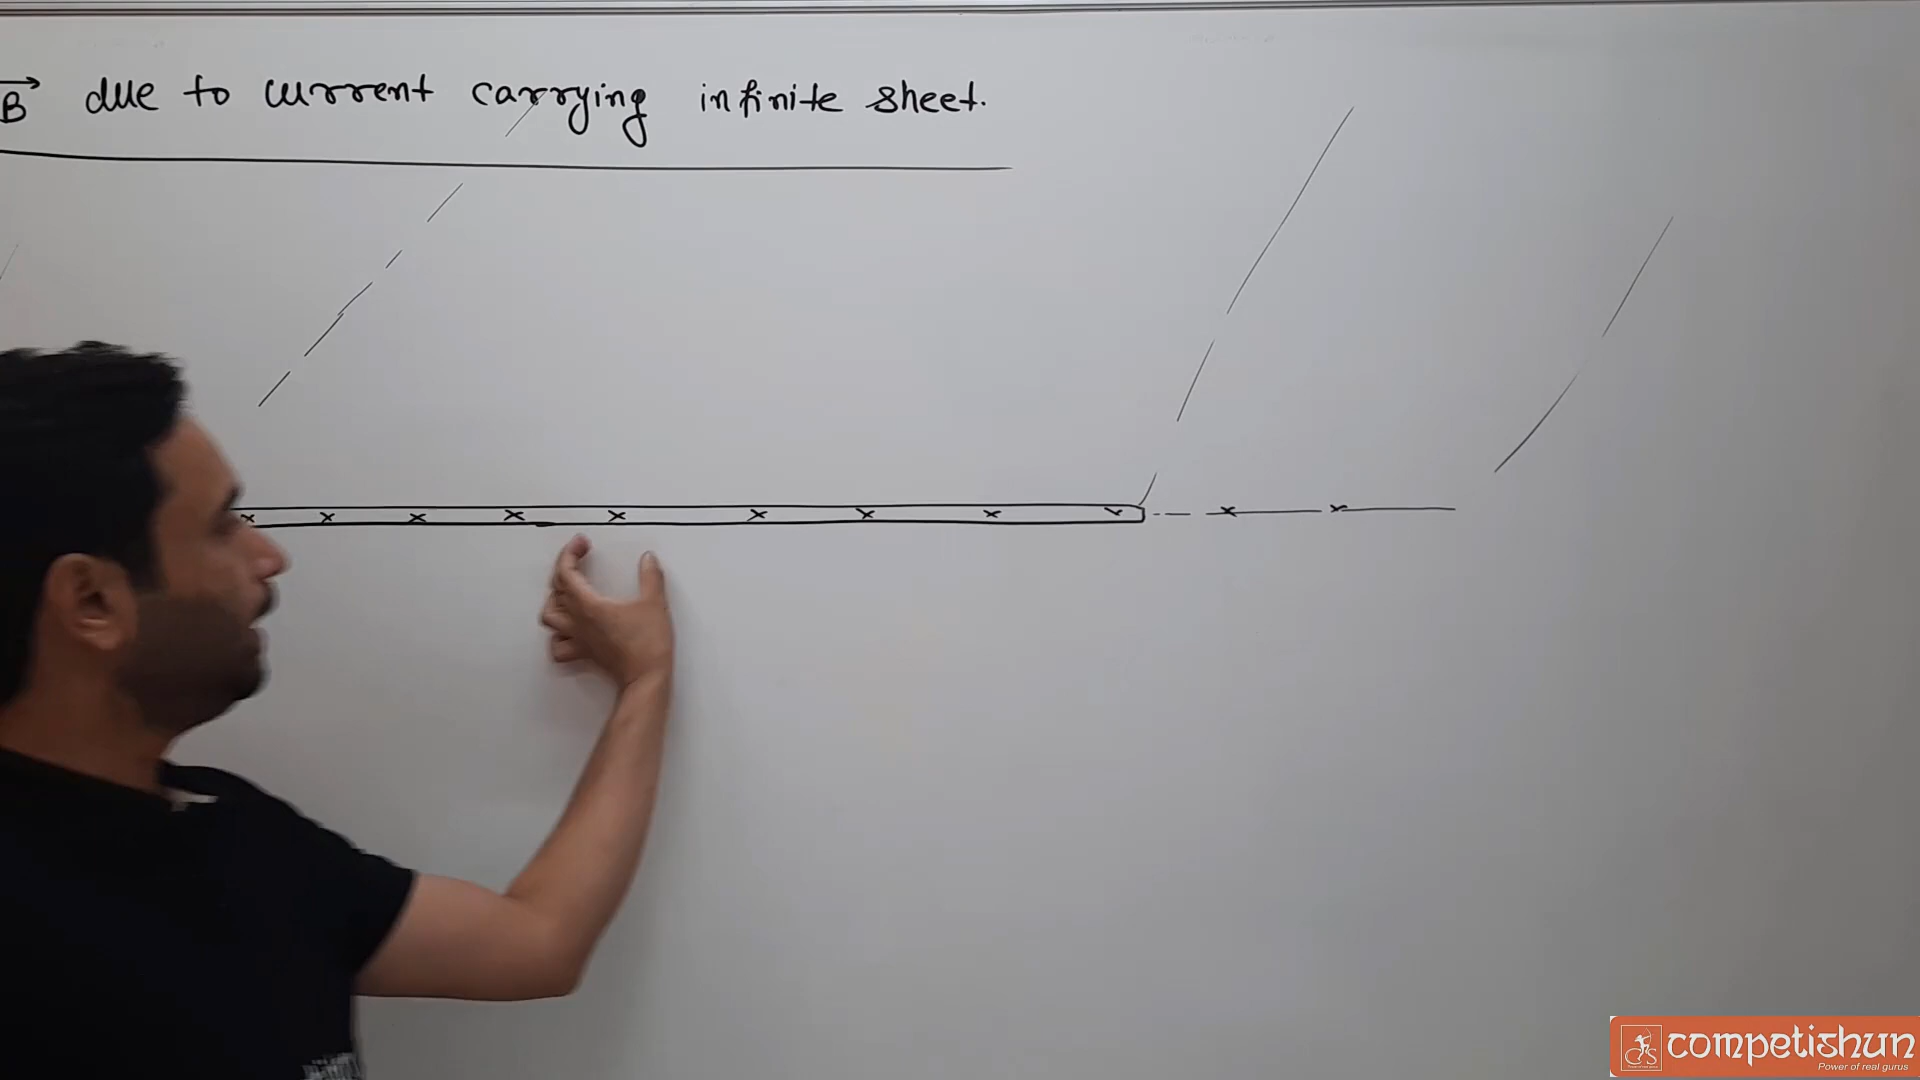 B due to current carrying infinite sheet.
x x x x x x x x x x x
competishun
Power of real gurus